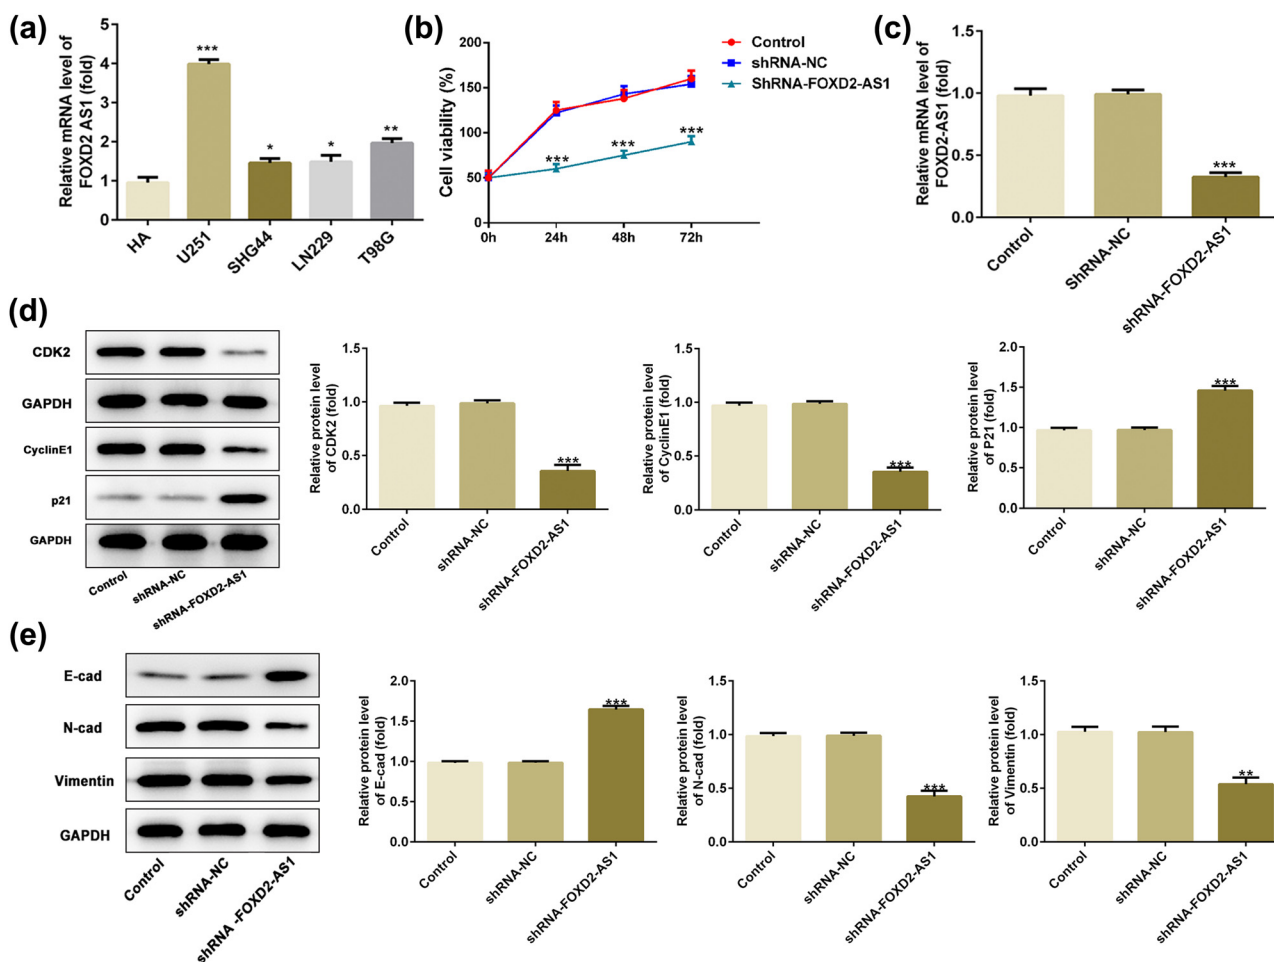 (a)
Relative mRNA level of
FOXD2 AS1 (fold)
5
4
3
2
1
0
***
*
*
**
HA
U251
SHG44
LN229
T98G
(b)
Cell viability (%)
200
150
100
50
0
***
***
***
0h
24h
48h
72h
Control
shRNA-NC
ShRNA-FOXD2-AS1
(c)
Relative mRNA level of
FOXD2-AS1 (fold)
1.5
1.0
0.5
0.0
***
Control
ShRNA-NC
shRNA-FOXD2-AS1
(d)
CDK2
GAPDH
CyclinE1
p21
GAPDH
Control
shRNA-NC
shRNA-FOXD2-AS1
Relative protein level
of CDK2 (fold)
1.5
1.0
0.5
0.0
***
Control
shRNA-NC
shRNA-FOXD2-AS1
Relative protein level
of CyclinE1 (fold)
1.5
1.0
0.5
0.0
***
Control
shRNA-NC
shRNA-FOXD2-AS1
Relative protein level
of P21 (fold)
2.0
1.5
1.0
0.5
0.0
***
Control
shRNA-NC
shRNA-FOXD2-AS1
(e)
E-cad
N-cad
Vimentin
GAPDH
Control
shRNA-NC
shRNA -FOXD2-AS1
Relative protein level
of E-cad (fold)
2.0
1.5
1.0
0.5
0.0
***
Control
shRNA-NC
shRNA-FOXD2-AS1
Relative protein level
of N-cad (fold)
1.5
1.0
0.5
0.0
***
Control
shRNA-NC
shRNA-FOXD2-AS1
Relative protein level
of Vimentin (fold)
1.5
1.0
0.5
0.0
**
Control
shRNA-NC
shRNA-FOXD2-AS1